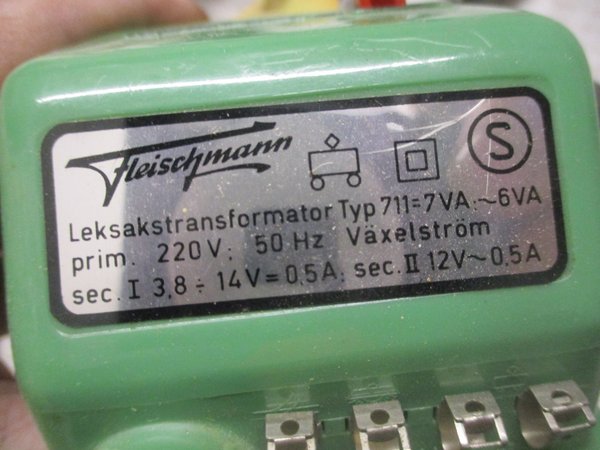 Fleischmann
S
Leksakstransformator Typ 711=7VA:~6VA
prim. 220V: 50 Hz Växelström
sec. I 3,8 ÷ 14V=0,5A: sec. II 12V~0,5A